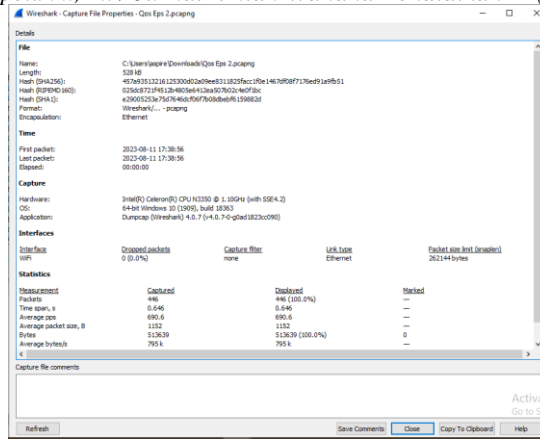 Wireshark - Capture File Properties - Qos Eps 2.pcapng
Details
File
Name: C:\Users\aspire\Downloads\Qos Eps 2.pcapng
Length: 528 kB
Hash (SHA256): 457a93513216125300d02a09ee8311825facc1f0e1467df08f7176ed91a9fb51
Hash (RIPEMD160): 025dc8721f4512b4805e6412ea507b02c4e0f1bc
Hash (SHA1): e29005253e75d7646dcf06f7b08dbebf6159882d
Format: Wireshark/... - pcapng
Encapsulation: Ethernet
Time
First packet: 2023-08-11 17:38:56
Last packet: 2023-08-11 17:38:56
Elapsed: 00:00:00
Capture
Hardware: Intel(R) Celeron(R) CPU N3350 @ 1.10GHz (with SSE4.2)
OS: 64-bit Windows 10 (1909), build 18363
Application: Dumpcap (Wireshark) 4.0.7 (v4.0.7-0-g0ad1823cc090)
Interfaces
Interface Dropped packets Capture filter Link type Packet size limit (snaplen)
WiFi 0 (0.0%) none Ethernet 262144 bytes
Statistics
Measurement Captured Displayed Marked
Packets 446 446 (100.0%) —
Time span, s 0.646 0.646 —
Average pps 690.6 690.6 —
Average packet size, B 1152 1152 —
Bytes 513639 513639 (100.0%) 0
Average bytes/s 795 k 795 k —
Capture file comments
Activa
Go to S
Refresh Save Comments Close Copy To Clipboard Help